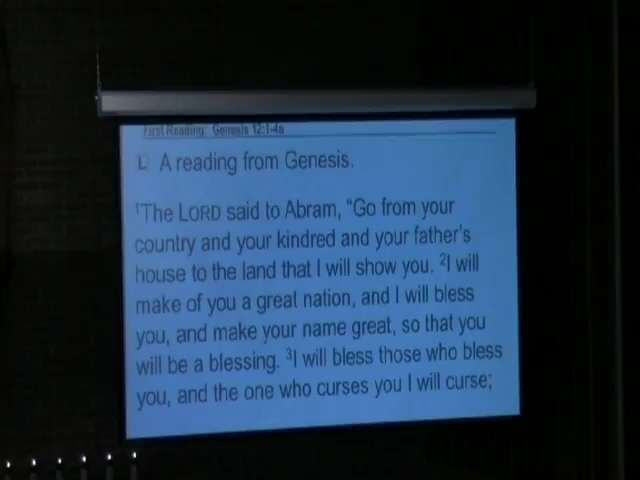 First Reading: Genesis 12:1-4a
L A reading from Genesis.
¹The LORD said to Abram, “Go from your
country and your kindred and your father's
house to the land that I will show you. ²I will
make of you a great nation, and I will bless
you, and make your name great, so that you
will be a blessing. ³I will bless those who bless
you, and the one who curses you I will curse;